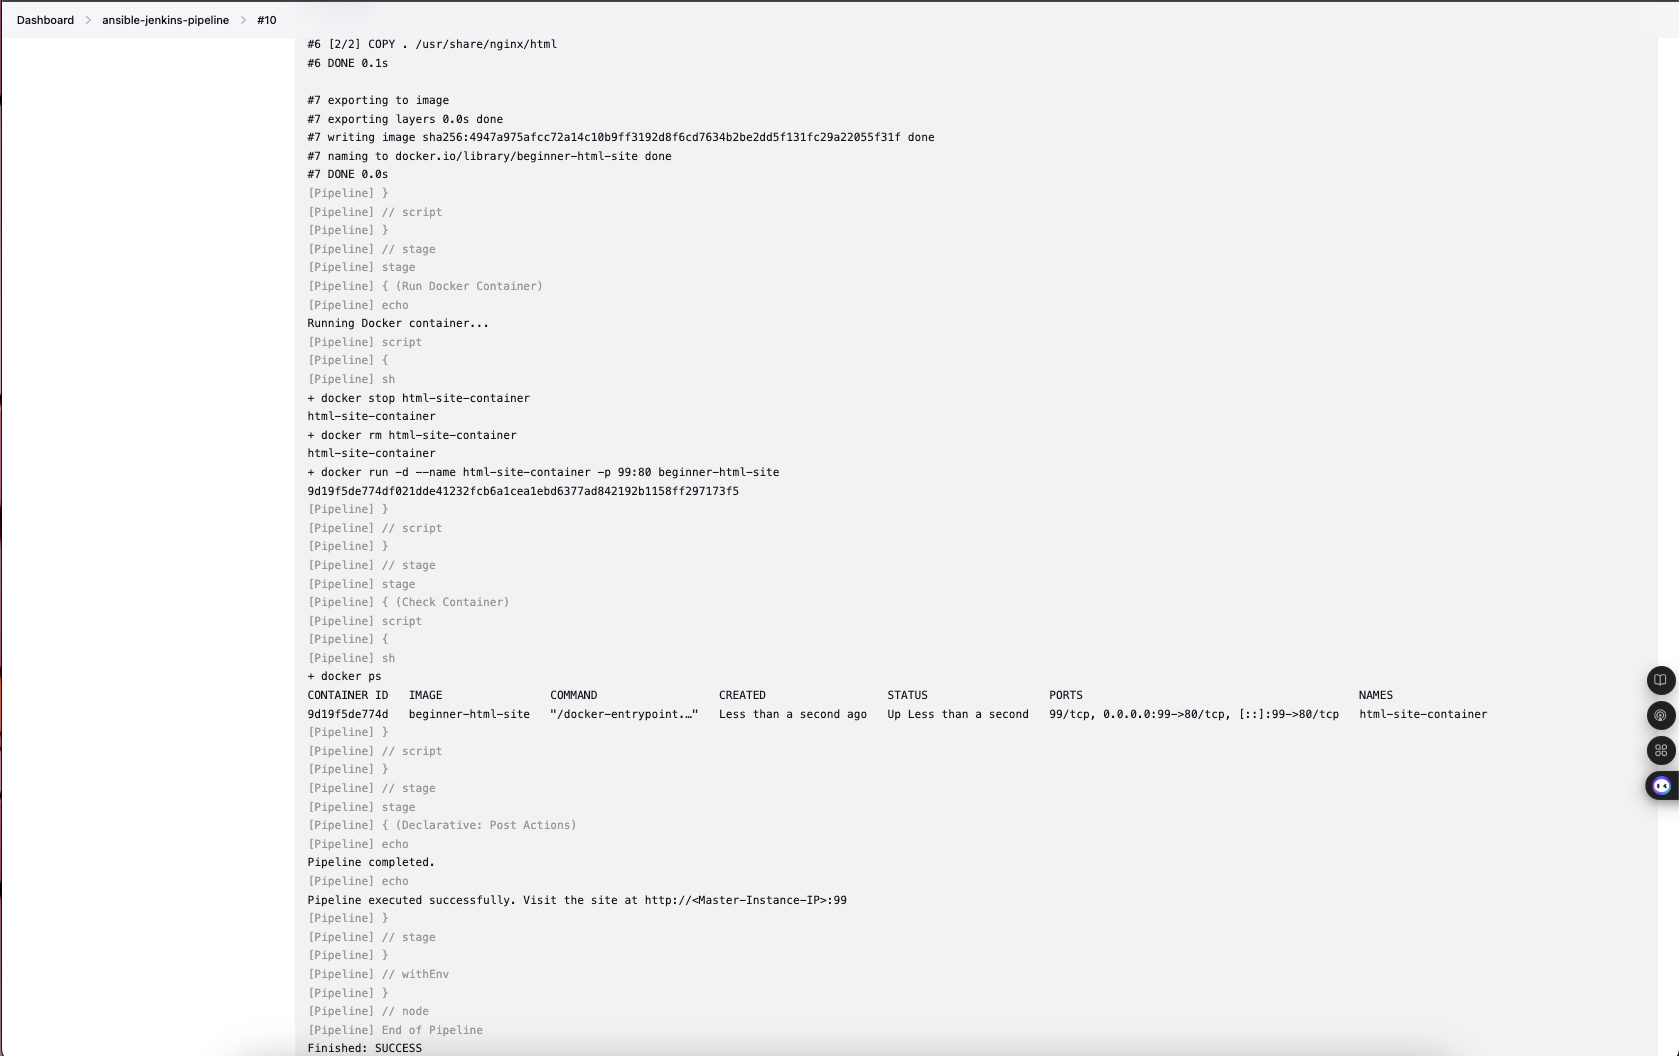 Dashboard > ansible-jenkins-pipeline > #10
#6 [2/2] COPY . /usr/share/nginx/html
#6 DONE 0.1s
#7 exporting to image
#7 exporting layers 0.0s done
#7 writing image sha256:4947a975afcc72a14c10b9ff3192d8f6cd7634b2be2dd5f131fc29a22055f31f done
#7 naming to docker.io/library/beginner-html-site done
#7 DONE 0.0s
[Pipeline] }
[Pipeline] // script
[Pipeline] }
[Pipeline] // stage
[Pipeline] stage
[Pipeline] { (Run Docker Container)
[Pipeline] echo
Running Docker container...
[Pipeline] script
[Pipeline] {
[Pipeline] sh
+ docker stop html-site-container
html-site-container
+ docker rm html-site-container
html-site-container
+ docker run -d --name html-site-container -p 99:80 beginner-html-site
9d19f5de774df021dde41232fcb6a1cea1ebd6377ad842192b1158ff297173f5
[Pipeline] }
[Pipeline] // script
[Pipeline] }
[Pipeline] // stage
[Pipeline] stage
[Pipeline] { (Check Container)
[Pipeline] script
[Pipeline] {
[Pipeline] sh
+ docker ps
CONTAINER ID   IMAGE                COMMAND                  CREATED                  STATUS                  PORTS                                         NAMES
9d19f5de774d   beginner-html-site   "/docker-entrypoint.…"   Less than a second ago   Up Less than a second   99/tcp, 0.0.0.0:99->80/tcp, [::]:99->80/tcp   html-site-container
[Pipeline] }
[Pipeline] // script
[Pipeline] }
[Pipeline] // stage
[Pipeline] stage
[Pipeline] { (Declarative: Post Actions)
[Pipeline] echo
Pipeline completed.
[Pipeline] echo
Pipeline executed successfully. Visit the site at http://<Master-Instance-IP>:99
[Pipeline] }
[Pipeline] // stage
[Pipeline] }
[Pipeline] // withEnv
[Pipeline] }
[Pipeline] // node
[Pipeline] End of Pipeline
Finished: SUCCESS